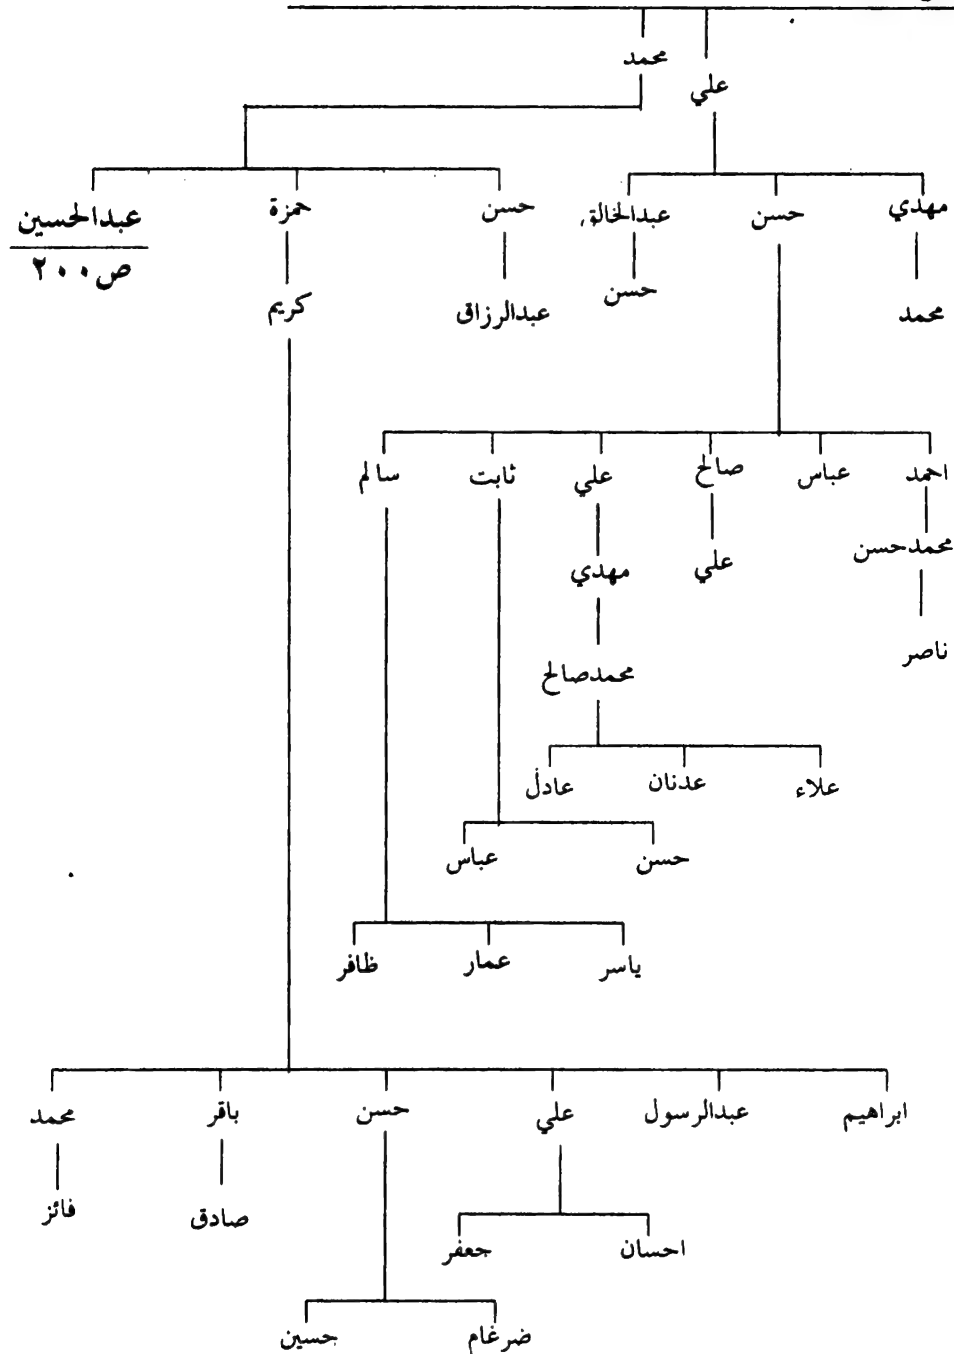 محمد
علي
مهدي حسن عبدالخالق حسن حمزة عبدالحسين
ص٢٠٠
محمد حسن عبدالرزاق كريم
احمد عباس صالح علي ثابت سالم
محمدحسن علي مهدي
ناصر محمدصالح
علاء عدنان عادل
حسن عباس
ياسر عمار ظافر
ابراهيم عبدالرسول علي حسن باقر محمد
صادق فائز
احسان جعفر
ضرغام حسين